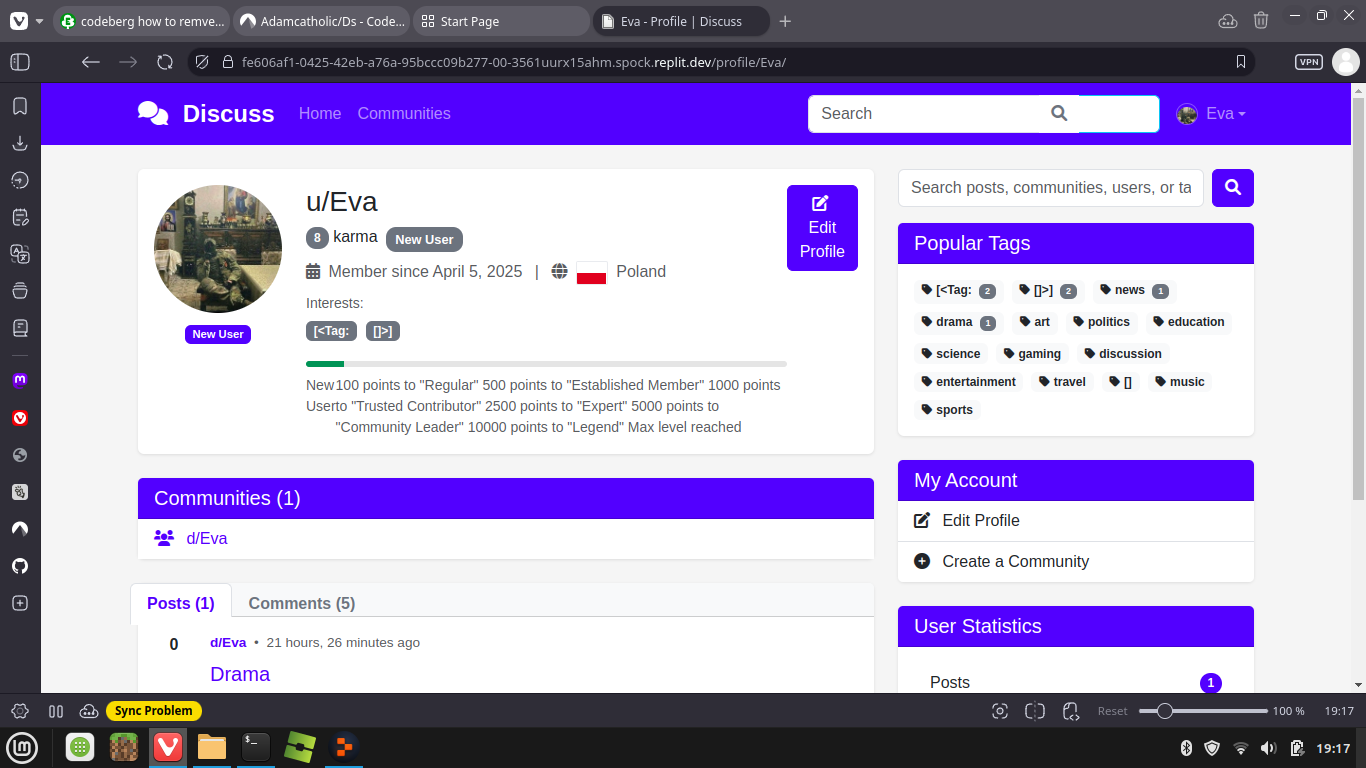 codeberg how to remve...
Adamcatholic/Ds - Code...
Start Page
Eva - Profile | Discuss
fe606af1-0425-42eb-a76a-95bccc09b277-00-3561uurx15ahm.spock.replit.dev/profile/Eva/
VPN
Discuss
Home
Communities
Search
Eva
u/Eva
8 karma New User
Member since April 5, 2025 | Poland
Interests:
[<Tag: []>]
New User
New User
100 points to "Regular" 500 points to "Established Member" 1000 points
to "Trusted Contributor" 2500 points to "Expert" 5000 points to
"Community Leader" 10000 points to "Legend" Max level reached
Edit
Profile
Communities (1)
d/Eva
Posts (1)
Comments (5)
0
d/Eva • 21 hours, 26 minutes ago
Drama
Search posts, communities, users, or ta
Popular Tags
[<Tag: 2 []>] 2 news 1
drama 1 art politics education
science gaming discussion
entertainment travel [] music
sports
My Account
Edit Profile
Create a Community
User Statistics
Posts 1
Sync Problem
Reset
100 %
19:17
19:17